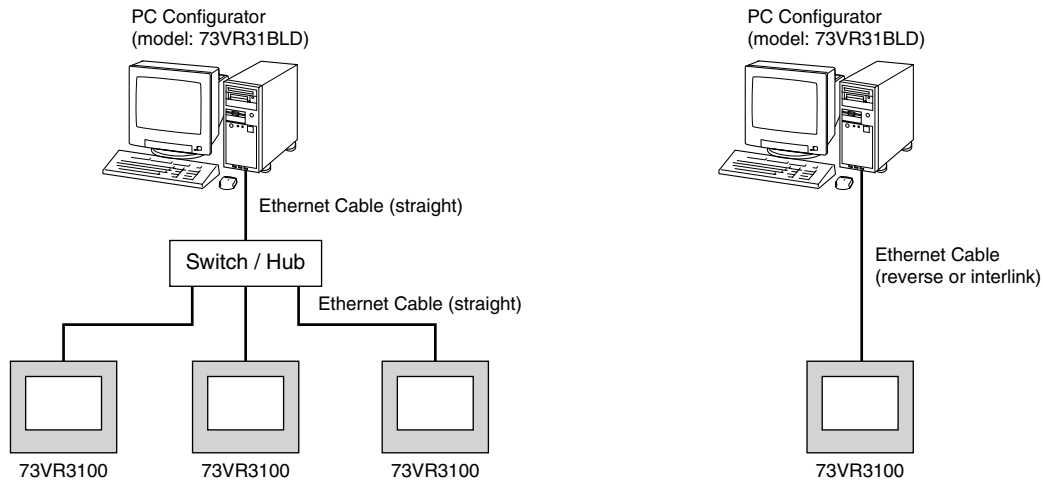 PC Configurator
(model: 73VR31BLD)
Ethernet Cable (straight)
Switch / Hub
Ethernet Cable (straight)
73VR3100
73VR3100
73VR3100
PC Configurator
(model: 73VR31BLD)
Ethernet Cable
(reverse or interlink)
73VR3100